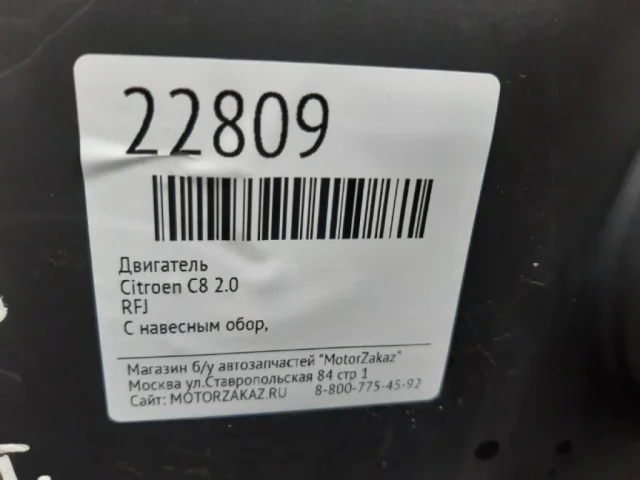 22809
Двигатель
Citroen C8 2.0
RFJ
С навесным обор,
Магазин б/у автозапчастей "MotorZakaz"
Москва ул.Ставропольская 84 стр 1
Сайт: MOTORZAKAZ.RU 8-800-775-45-92